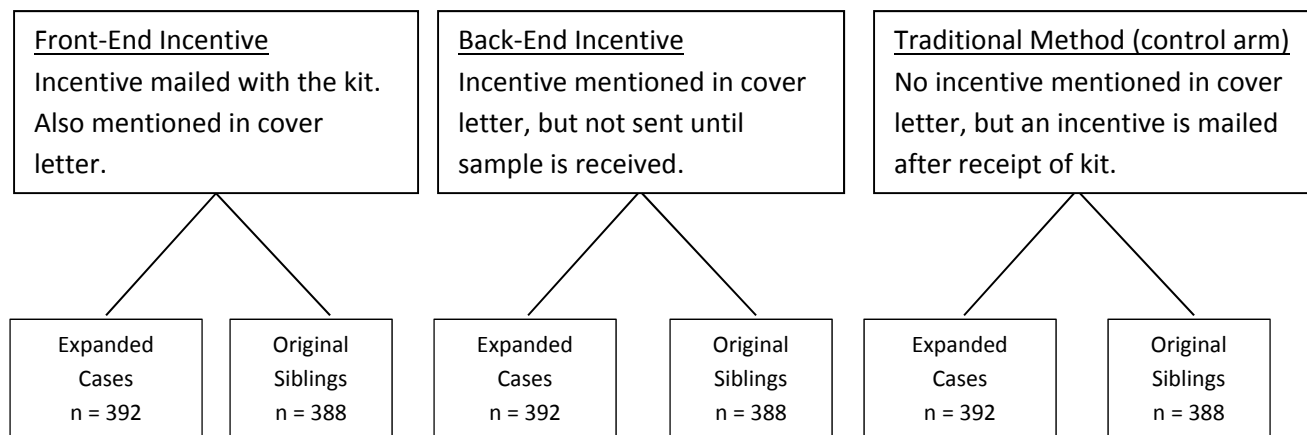 Front-End Incentive
Incentive mailed with the kit.
Also mentioned in cover
letter.
Back-End Incentive
Incentive mentioned in cover
letter, but not sent until
sample is received.
Traditional Method (control arm)
No incentive mentioned in cover
letter, but an incentive is mailed
after receipt of kit.
Expanded
Cases
n = 392
Original
Siblings
n = 388
Expanded
Cases
n = 392
Original
Siblings
n = 388
Expanded
Cases
n = 392
Original
Siblings
n = 388